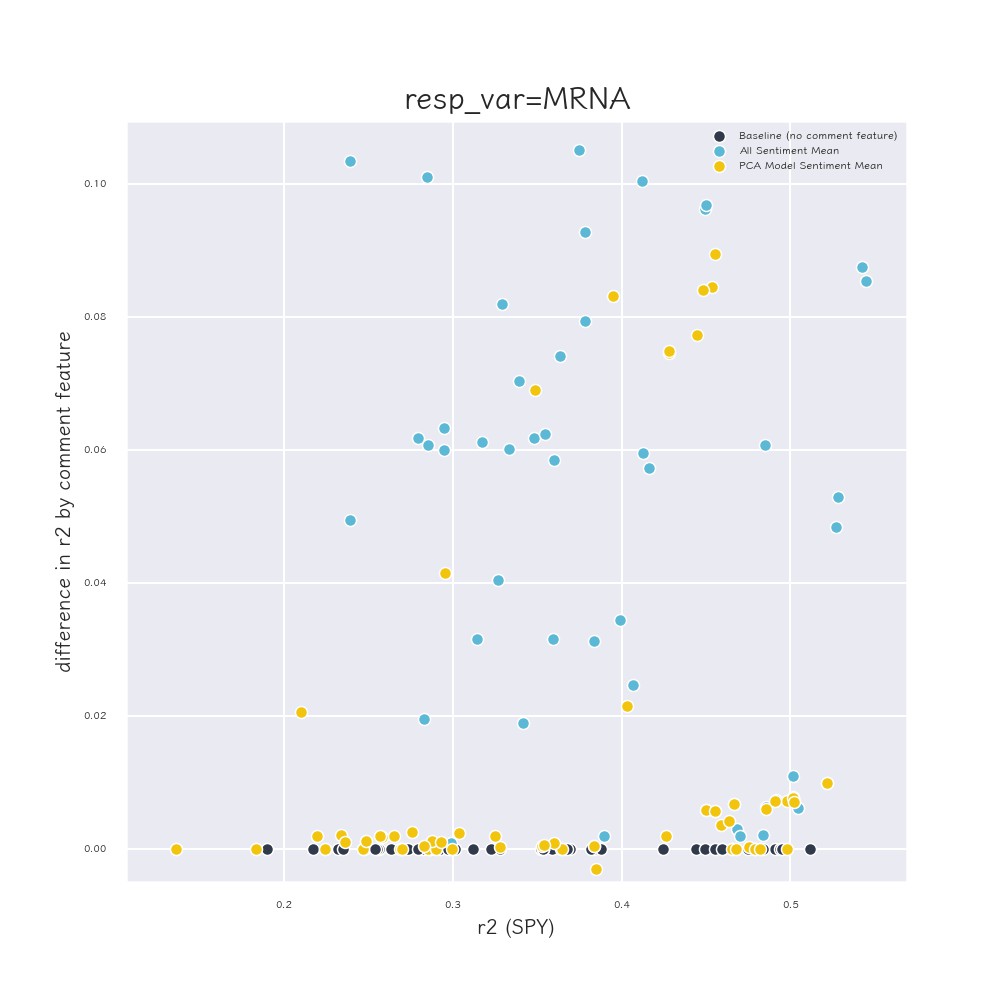 resp_var=MRNA
Baseline (no comment feature)
All Sentiment Mean
PCA Model Sentiment Mean
difference in r2 by comment feature
0.10
0.08
0.06
0.04
0.02
0.00
0.2 0.3 0.4 0.5
r2 (SPY)